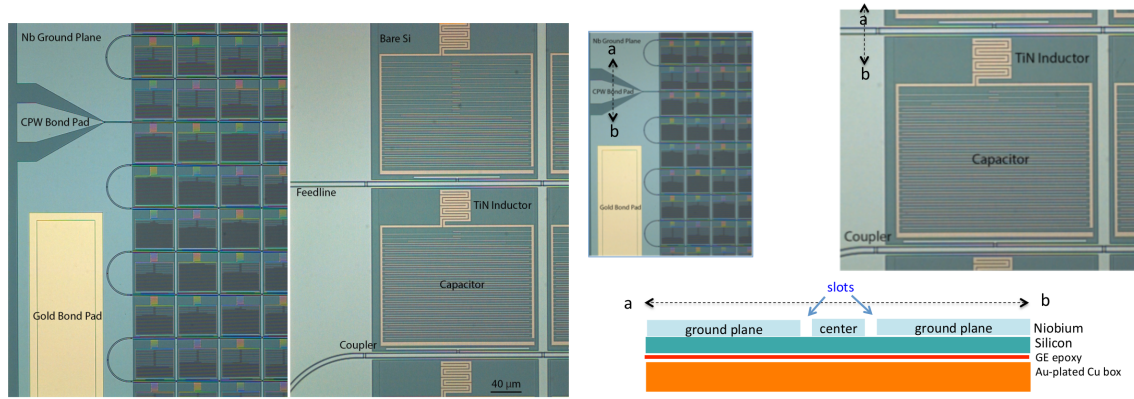 Nb Ground Plane
CPW Bond Pad
Gold Bond Pad
Bare Si
Feedline
TiN Inductor
Capacitor
Coupler
40 µm
Nb Ground Plane
a
CPW Bond Pad
b
Gold Bond Pad
a
b
TiN Inductor
Capacitor
Coupler
slots
a
b
ground plane
center
ground plane
Niobium
Silicon
GE epoxy
Au-plated Cu box